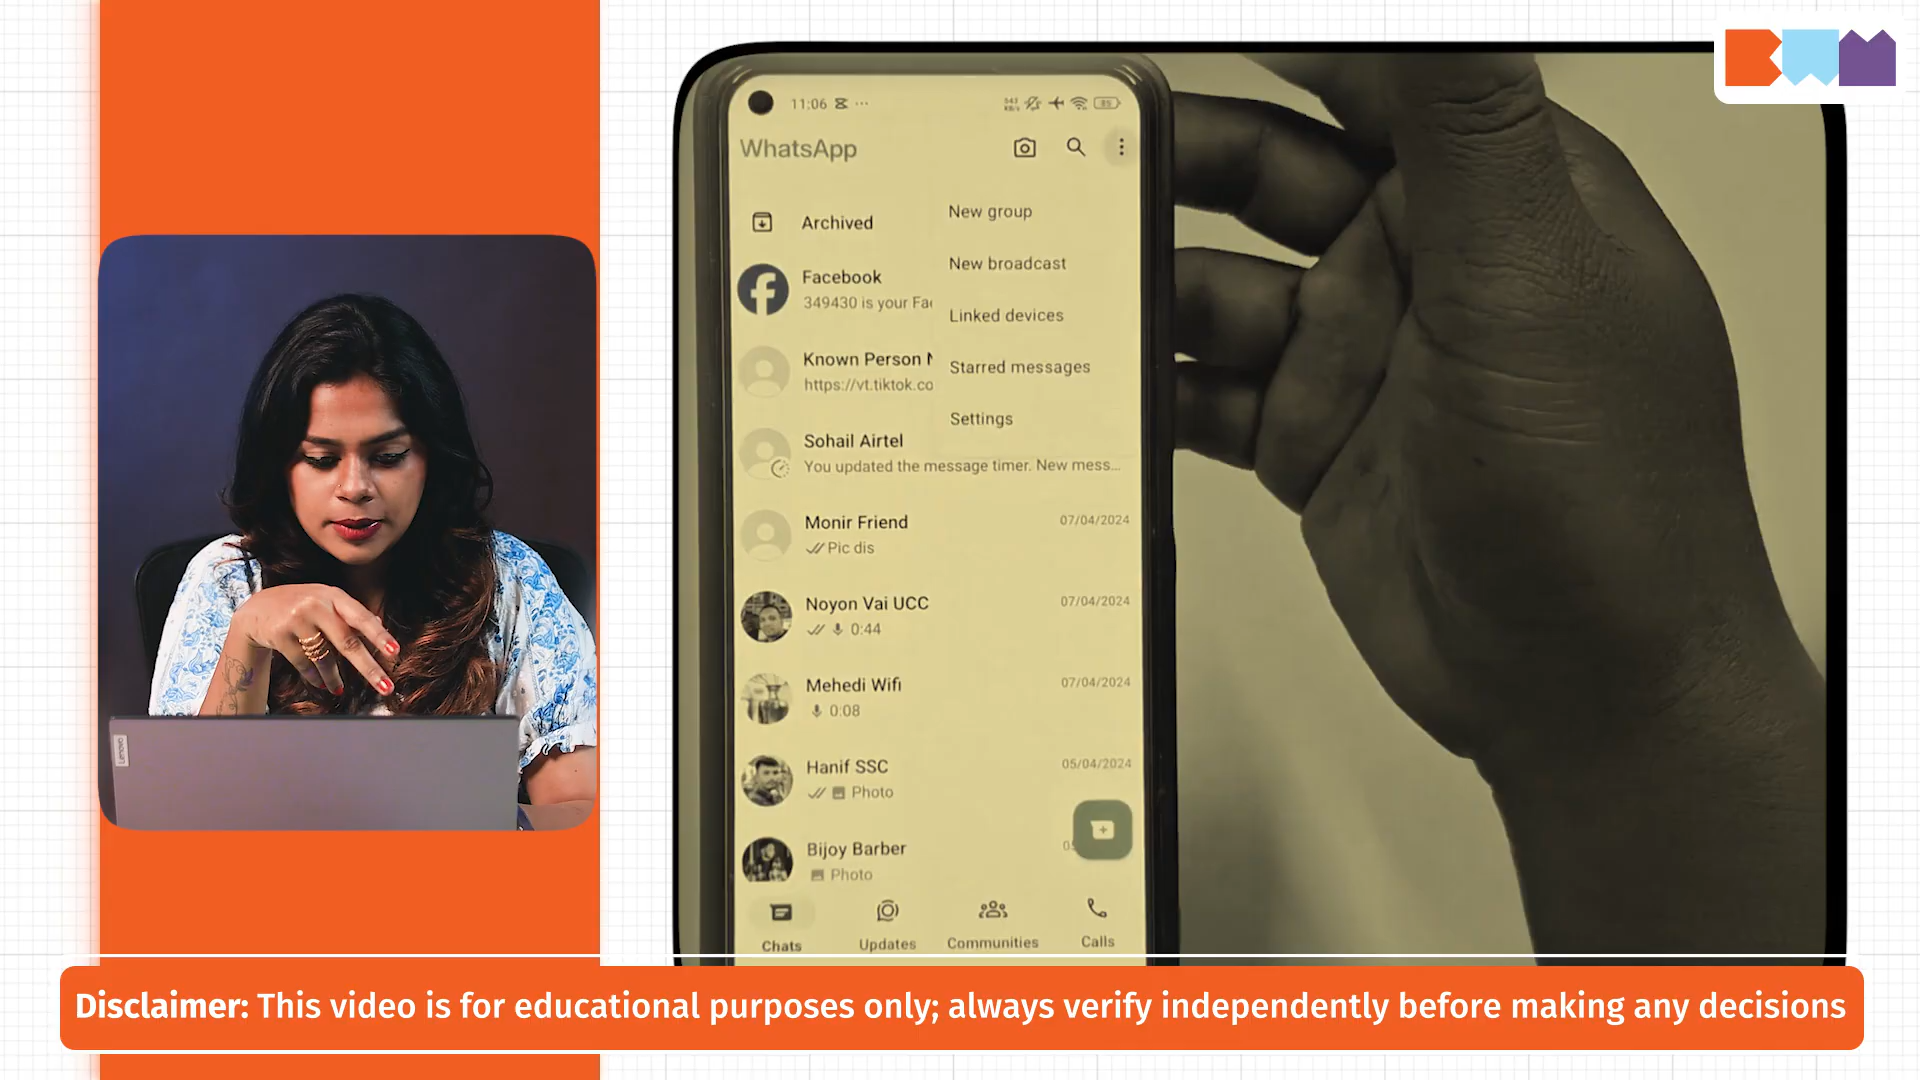 11:06
85
WhatsApp
Archived
New group
Facebook
349430 is your Fac
New broadcast
Linked devices
Known Person
https://vt.tiktok.co
Starred messages
Settings
Sohail Airtel
You updated the message timer. New mess...
Monir Friend
07/04/2024
Pic dis
Noyon Vai UCC
07/04/2024
0:44
Mehedi Wifi
07/04/2024
0:08
Hanif SSC
05/04/2024
Photo
Bijoy Barber
Photo
Chats
Updates
Communities
Calls
Lenovo
Disclaimer: This video is for educational purposes only; always verify independently before making any decisions